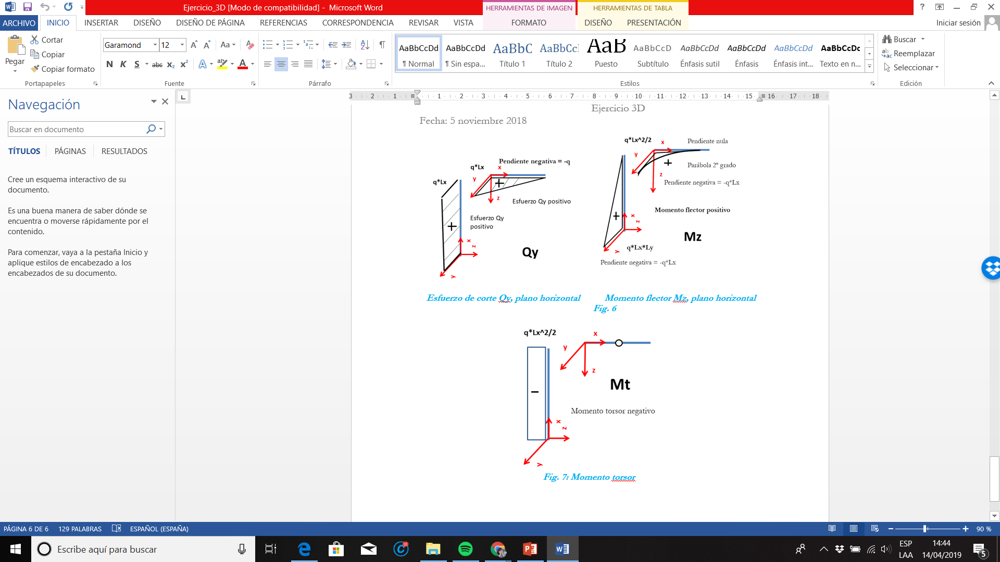 Ejercicio_3D [Modo de compatibilidad] - Microsoft Word
HERRAMIENTAS DE IMAGEN
HERRAMIENTAS DE TABLA
?
ARCHIVO INICIO INSERTAR DISEÑO DISEÑO DE PÁGINA REFERENCIAS CORRESPONDENCIA REVISAR VISTA FORMATO DISEÑO PRESENTACIÓN Iniciar sesión
Pegar
Cortar
Copiar
Copiar formato
Portapapeles
Garamond 12
Aa
N K S abc x₂ x² A ab A
Fuente
Párrafo
AaBbCcDd AaBbCcDd AaBbC AaBbCcI AaB AaBbCcD AaBbCcDd AaBbCcDd AaBbCcDd AaBbCcDc
¶ Normal ¶ Sin espa... Título 1 Título 2 Puesto Subtítulo Énfasis sutil Énfasis Énfasis int... Texto en n...
Estilos
Buscar
Reemplazar
Seleccionar
Edición
Navegación
Buscar en documento
TÍTULOS PÁGINAS RESULTADOS
Cree un esquema interactivo de su
documento.
Es una buena manera de saber dónde se
encuentra o moverse rápidamente por el
contenido.
Para comenzar, vaya a la pestaña Inicio y
aplique estilos de encabezado a los
encabezados de su documento.
3 2 1 1 2 3 4 5 6 7 8 9 10 11 12 13 14 15 16 17 18
Ejercicio 3D
Fecha: 5 noviembre 2018
Pendiente negativa = -q
q*Lx
x
q*Lx
y
+
z
Esfuerzo Qy positivo
Esfuerzo Qy
positivo
+
x
z
Qy
y
q*Lx^2/2
x
Pendiente nula
y
+
Parábola 2º grado
z
Pendiente negativa = -q*Lx
Momento flector positivo
+
x
z
Mz
q*Lx*Ly
y
Pendiente negativa = -q*Lx
Esfuerzo de corte Qy, plano horizontal
Momento flector Mz, plano horizontal
Fig. 6
q*Lx^2/2
x
y
z
Mt
–
Momento torsor negativo
x
z
y
Fig. 7: Momento torsor
PÁGINA 6 DE 6 129 PALABRAS ESPAÑOL (ESPAÑA)
90 %
Escribe aquí para buscar
ESP
LAA
14:44
14/04/2019
5